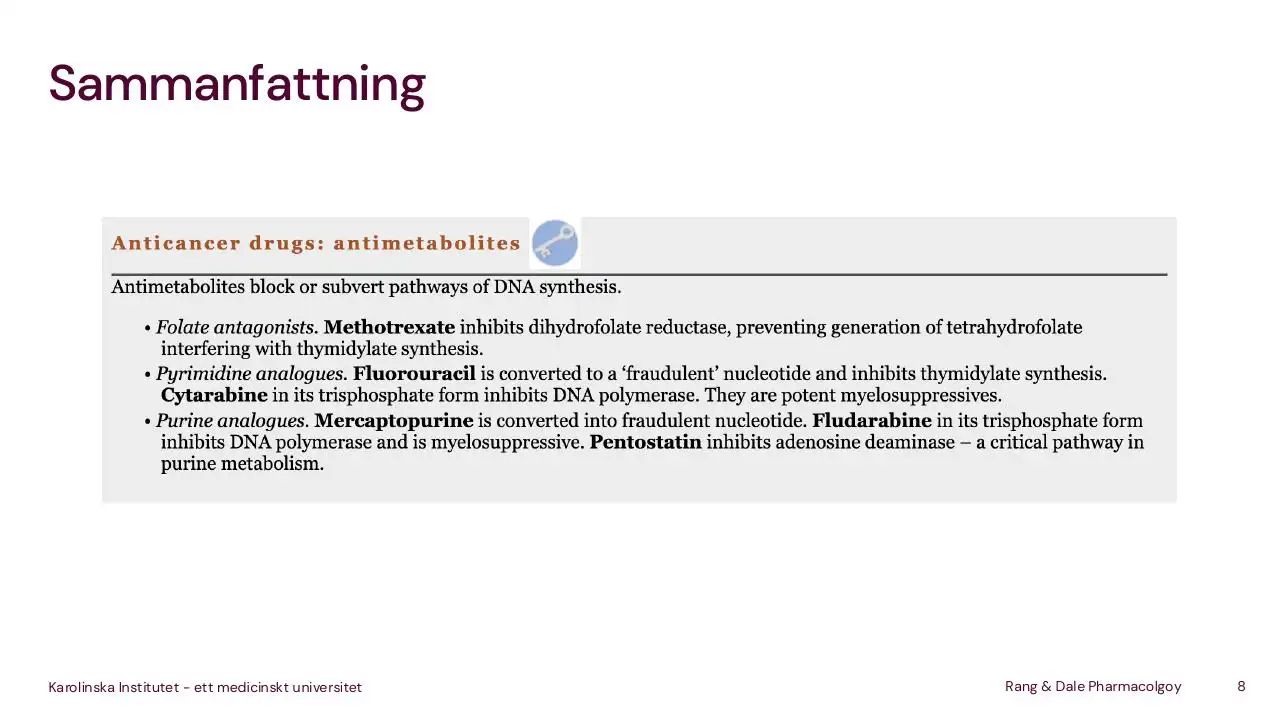 Sammanfattning
Anticancer drugs: antimetabolites
Antimetabolites block or subvert pathways of DNA synthesis.
• Folate antagonists. Methotrexate inhibits dihydrofolate reductase, preventing generation of tetrahydrofolate
interfering with thymidylate synthesis.
• Pyrimidine analogues. Fluorouracil is converted to a ‘fraudulent’ nucleotide and inhibits thymidylate synthesis.
Cytarabine in its trisphosphate form inhibits DNA polymerase. They are potent myelosuppressives.
• Purine analogues. Mercaptopurine is converted into fraudulent nucleotide. Fludarabine in its trisphosphate form
inhibits DNA polymerase and is myelosuppressive. Pentostatin inhibits adenosine deaminase – a critical pathway in
purine metabolism.
Karolinska Institutet - ett medicinskt universitet
Rang & Dale Pharmacolgoy
8